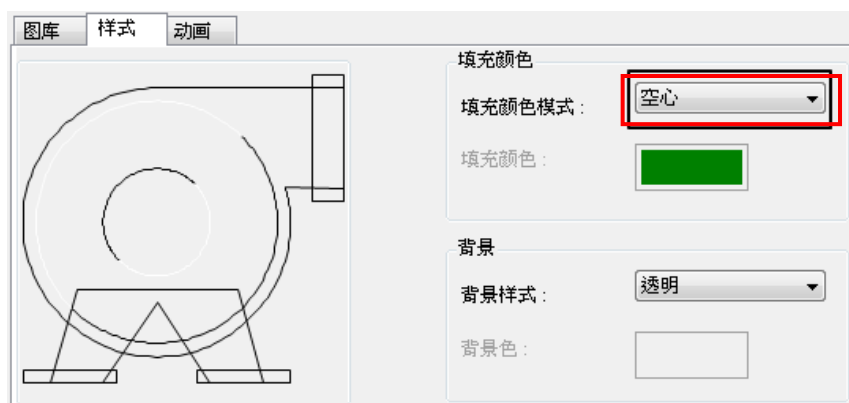 图库 样式 动画
填充颜色
填充颜色模式： 空心
填充颜色：
背景
背景样式： 透明
背景色：